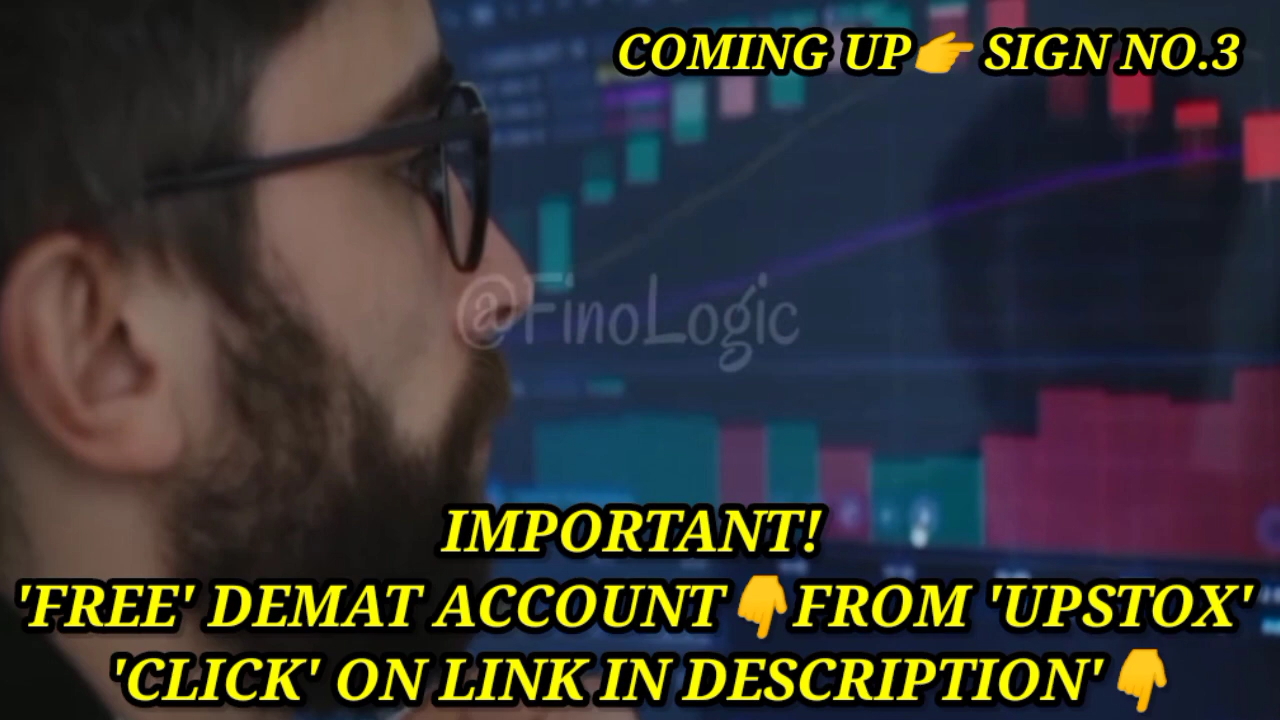 COMING UP👉 SIGN NO.3
@FinoLogic
IMPORTANT!
'FREE' DEMAT ACCOUNT👇FROM 'UPSTOX'
'CLICK' ON LINK IN DESCRIPTION'👇